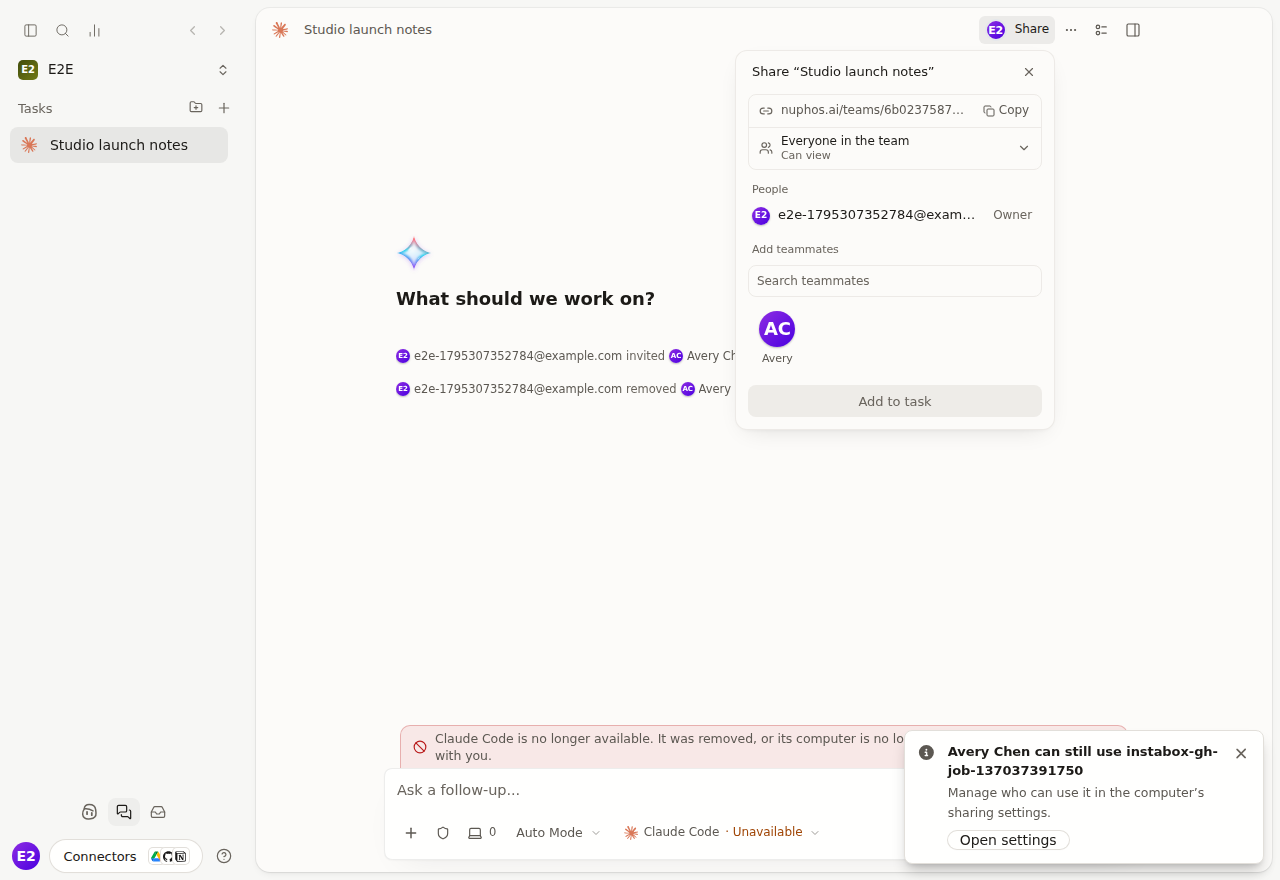 Studio launch notes
E2 Share
E2 E2E
Tasks
Studio launch notes
Share “Studio launch notes”
nuphos.ai/teams/6b0237587... Copy
Everyone in the team
Can view
People
E2 e2e-1795307352784@exam... Owner
Add teammates
Search teammates
AC
Avery
Add to task
What should we work on?
E2 e2e-1795307352784@example.com invited AC Avery Ch
E2 e2e-1795307352784@example.com removed AC Avery
Claude Code is no longer available. It was removed, or its computer is no lo
with you.
Ask a follow-up...
0 Auto Mode Claude Code · Unavailable
Avery Chen can still use instabox-gh-
job-137037391750
Manage who can use it in the computer’s
sharing settings.
Open settings
E2 Connectors